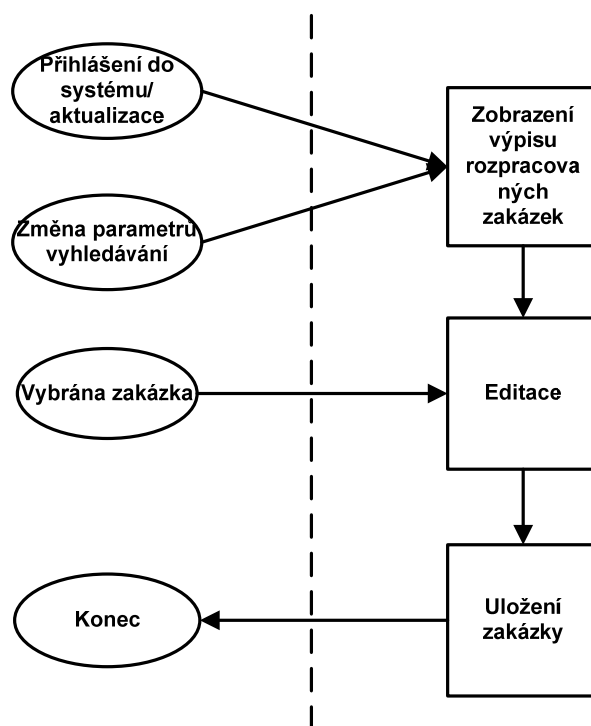 Přihlášení do
systému/
aktualizace
Zobrazení
výpisu
rozpracova
ných
zakázek
Změna parametrů
vyhledávání
Vybrána zakázka
Editace
Konec
Uložení
zakázky